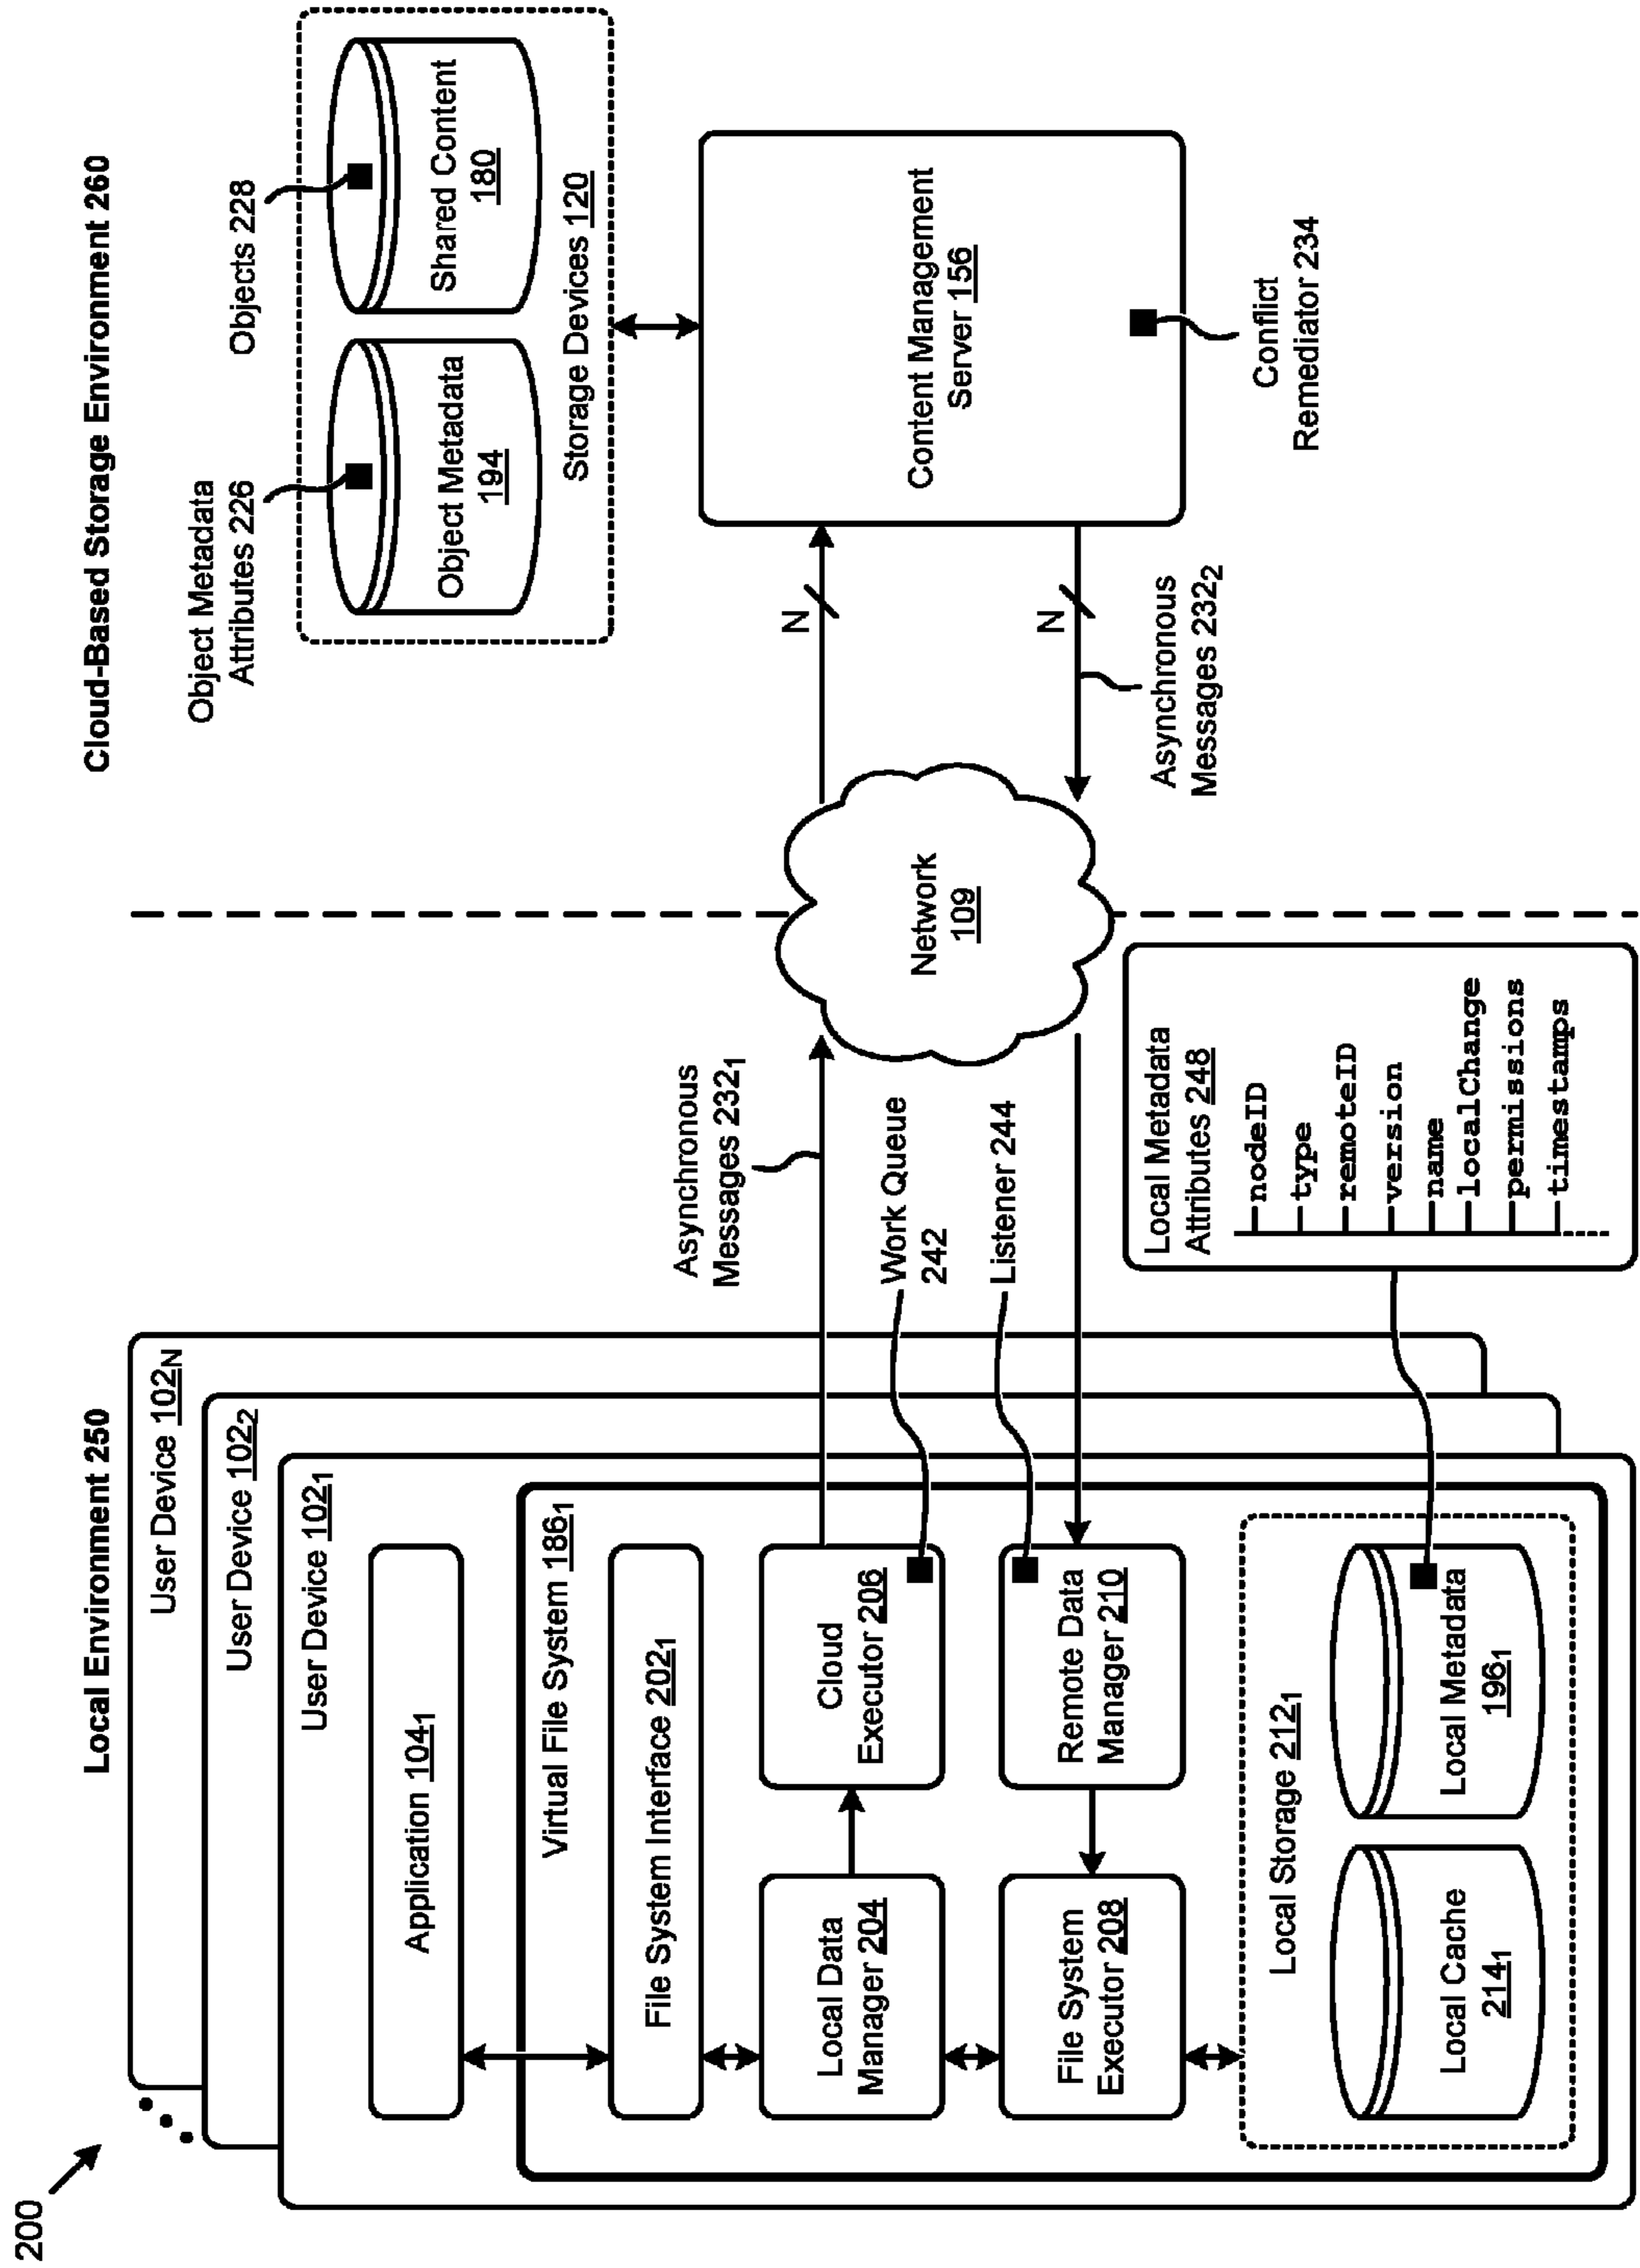 200
Local Environment 250
Cloud-Based Storage Environment 260
User Device 102N
User Device 1022
User Device 1021
Application 1041
Virtual File System 1861
File System Interface 2021
Local Data
Manager 204
Cloud
Executor 206
File System
Executor 208
Remote Data
Manager 210
Local Storage 2121
Local Cache
2141
Local Metadata
1961
Asynchronous
Messages 2321
Work Queue
242
Listener 244
Network
109
Local Metadata
Attributes 248
nodeID
type
remoteID
version
name
localChange
permissions
timestamps
Object Metadata
Attributes 226
Objects 228
Object Metadata
194
Shared Content
180
Storage Devices 120
N
N
Asynchronous
Messages 2322
Content Management
Server 156
Conflict
Remediator 234